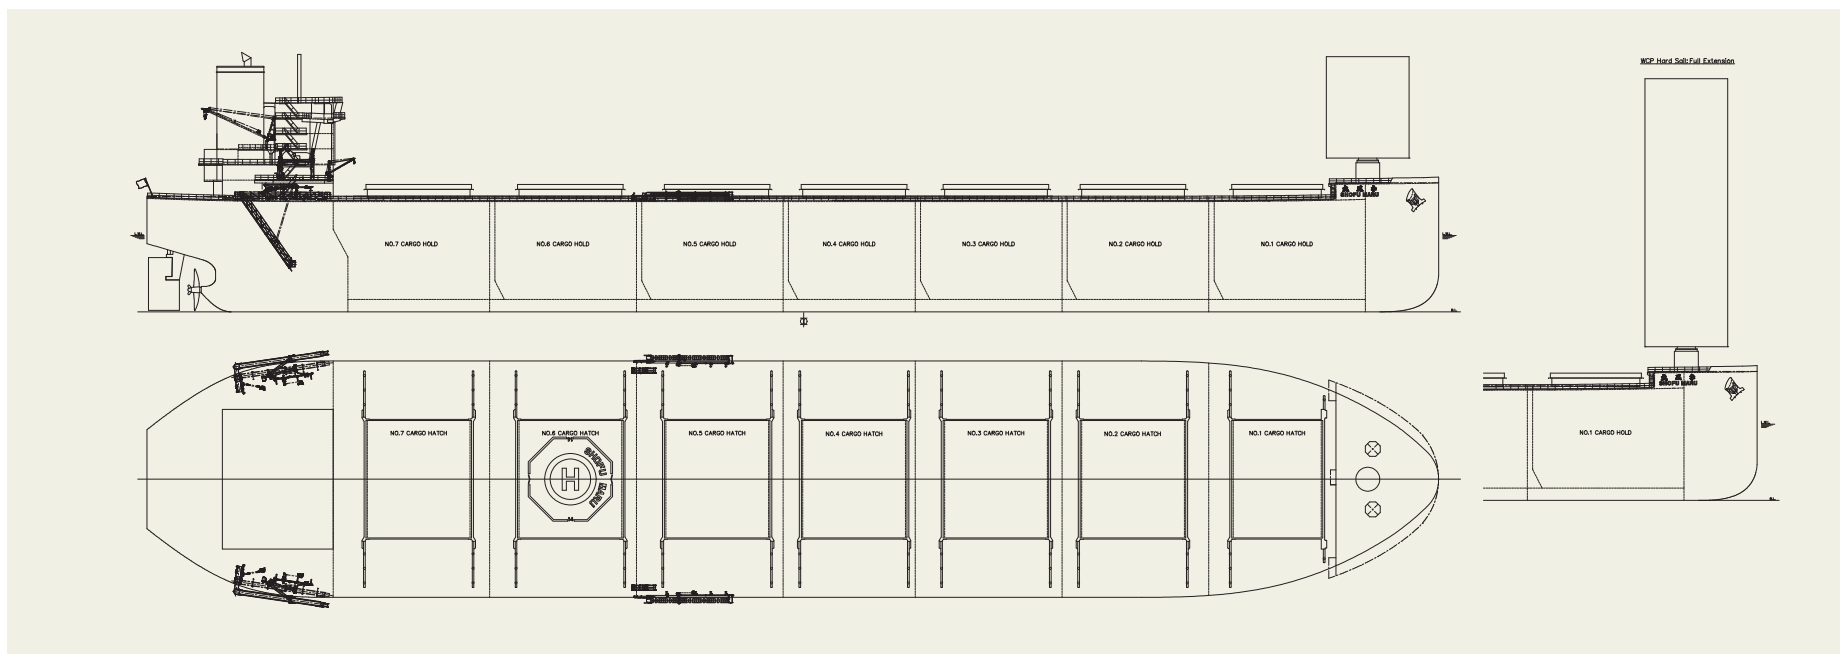 WCP Hard Sail: Full Extension
SHOFU MARU
NO.7 CARGO HOLD
NO.6 CARGO HOLD
NO.5 CARGO HOLD
NO.4 CARGO HOLD
NO.3 CARGO HOLD
NO.2 CARGO HOLD
NO.1 CARGO HOLD
SHOFU MARU
NO.7 CARGO HATCH
NO.6 CARGO HATCH
NO.5 CARGO HATCH
NO.4 CARGO HATCH
NO.3 CARGO HATCH
NO.2 CARGO HATCH
NO.1 CARGO HATCH
NO.1 CARGO HOLD
SHOFU
H
MARU